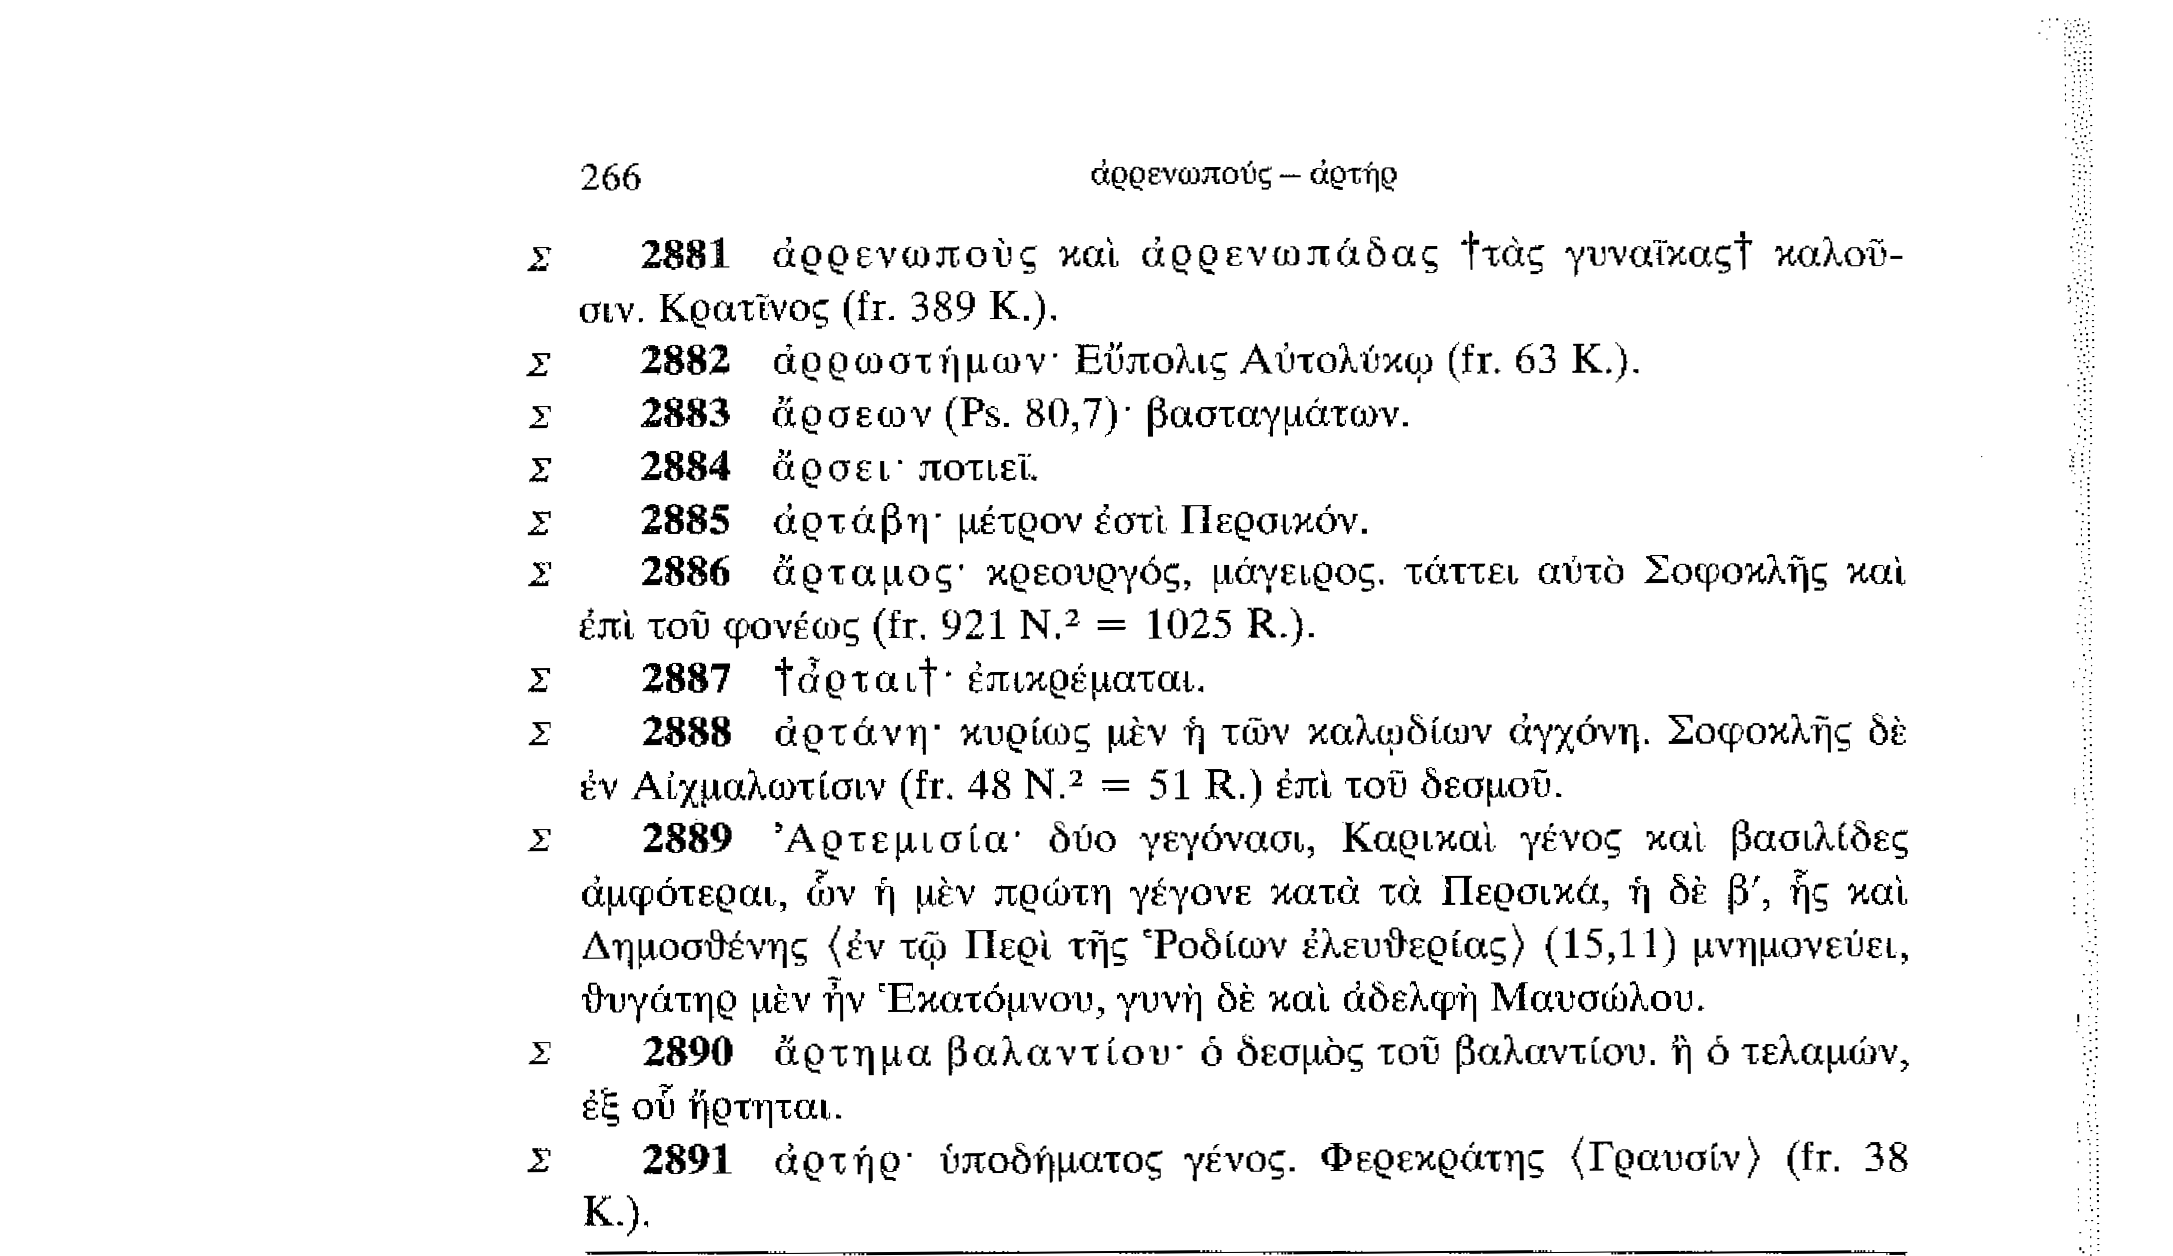 266 ἀρρενωπούς – ἀρτήρ
Σ 2881 ἀρρενωποὺς καὶ ἀρρενωπάδας †τὰς γυναῖκας† καλοῦ-
σιν. Κρατῖνος (fr. 389 K.).
Σ 2882 ἀρρωστήμων· Εὔπολις Αὐτολύκῳ (fr. 63 K.).
Σ 2883 ἄρσεων (Ps. 80,7)· βασταγμάτων.
Σ 2884 ἄρσει· ποτιεῖ.
Σ 2885 ἀρτάβη· μέτρον ἐστὶ Περσικόν.
Σ 2886 ἄρταμος· κρεουργός, μάγειρος. τάττει αὐτὸ Σοφοκλῆς καὶ
ἐπὶ τοῦ φονέως (fr. 921 N.² = 1025 R.).
Σ 2887 †ἆρται†· ἐπικρέμαται.
Σ 2888 ἀρτάνη· κυρίως μὲν ἡ τῶν καλῳδίων ἀγχόνη. Σοφοκλῆς δὲ
ἐν Αἰχμαλωτίσιν (fr. 48 N.² = 51 R.) ἐπὶ τοῦ δεσμοῦ.
Σ 2889 Ἀρτεμισία· δύο γεγόνασι, Καρικαὶ γένος καὶ βασιλίδες
ἀμφότεραι, ὧν ἡ μὲν πρώτη γέγονε κατὰ τὰ Περσικά, ἡ δὲ β′, ἧς καὶ
Δημοσθένης ⟨ἐν τῷ Περὶ τῆς Ῥοδίων ἐλευθερίας⟩ (15,11) μνημονεύει,
θυγάτηρ μὲν ἦν Ἑκατόμνου, γυνὴ δὲ καὶ ἀδελφὴ Μαυσώλου.
Σ 2890 ἄρτημα βαλαντίου· ὁ δεσμὸς τοῦ βαλαντίου. ἢ ὁ τελαμών,
ἐξ οὗ ἤρτηται.
Σ 2891 ἀρτήρ· ὑποδήματος γένος. Φερεκράτης ⟨Γραυσίν⟩ (fr. 38
K.).